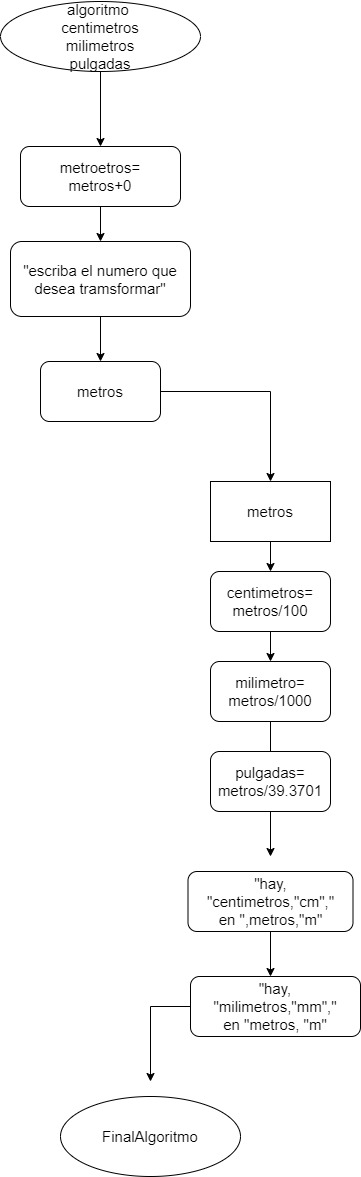 algoritmo
centimetros
milimetros
pulgadas
metroetros=
metros+0
"escriba el numero que
desea tramsformar"
metros
metros
centimetros=
metros/100
milimetro=
metros/1000
pulgadas=
metros/39.3701
"hay,
"centimetros,"cm","
en ",metros,"m"
"hay,
"milimetros,"mm","
en "metros, "m"
FinalAlgoritmo